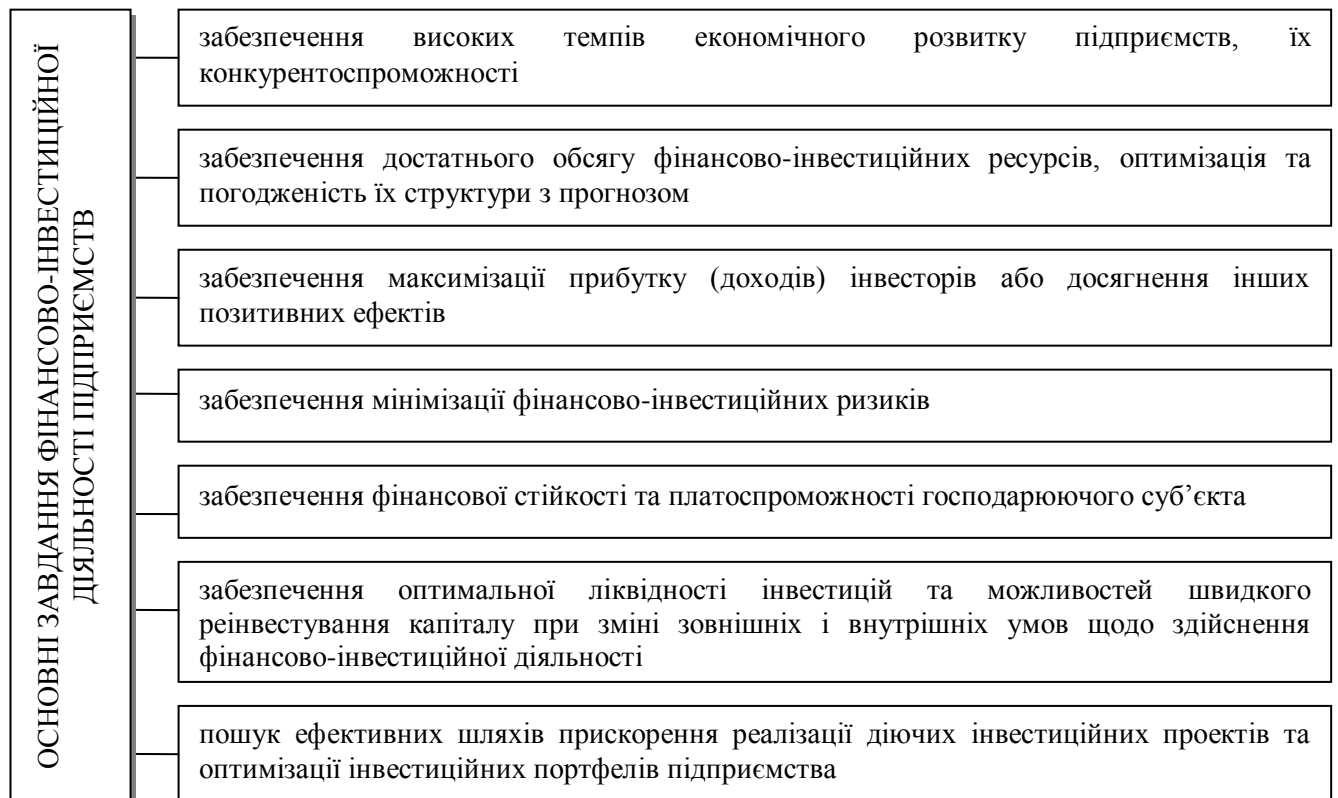 ОСНОВНІ ЗАВДАННЯ ФІНАНСОВО-ІНВЕСТИЦІЙНОЇ
ДІЯЛЬНОСТІ ПІДПРИЄМСТВ
забезпечення високих темпів економічного розвитку підприємств, їх
конкурентоспроможності
забезпечення достатнього обсягу фінансово-інвестиційних ресурсів, оптимізація та
погодженість їх структури з прогнозом
забезпечення максимізації прибутку (доходів) інвесторів або досягнення інших
позитивних ефектів
забезпечення мінімізації фінансово-інвестиційних ризиків
забезпечення фінансової стійкості та платоспроможності господарюючого суб’єкта
забезпечення оптимальної ліквідності інвестицій та можливостей швидкого
реінвестування капіталу при зміні зовнішніх і внутрішніх умов щодо здійснення
фінансово-інвестиційної діяльності
пошук ефективних шляхів прискорення реалізації діючих інвестиційних проектів та
оптимізації інвестиційних портфелів підприємства